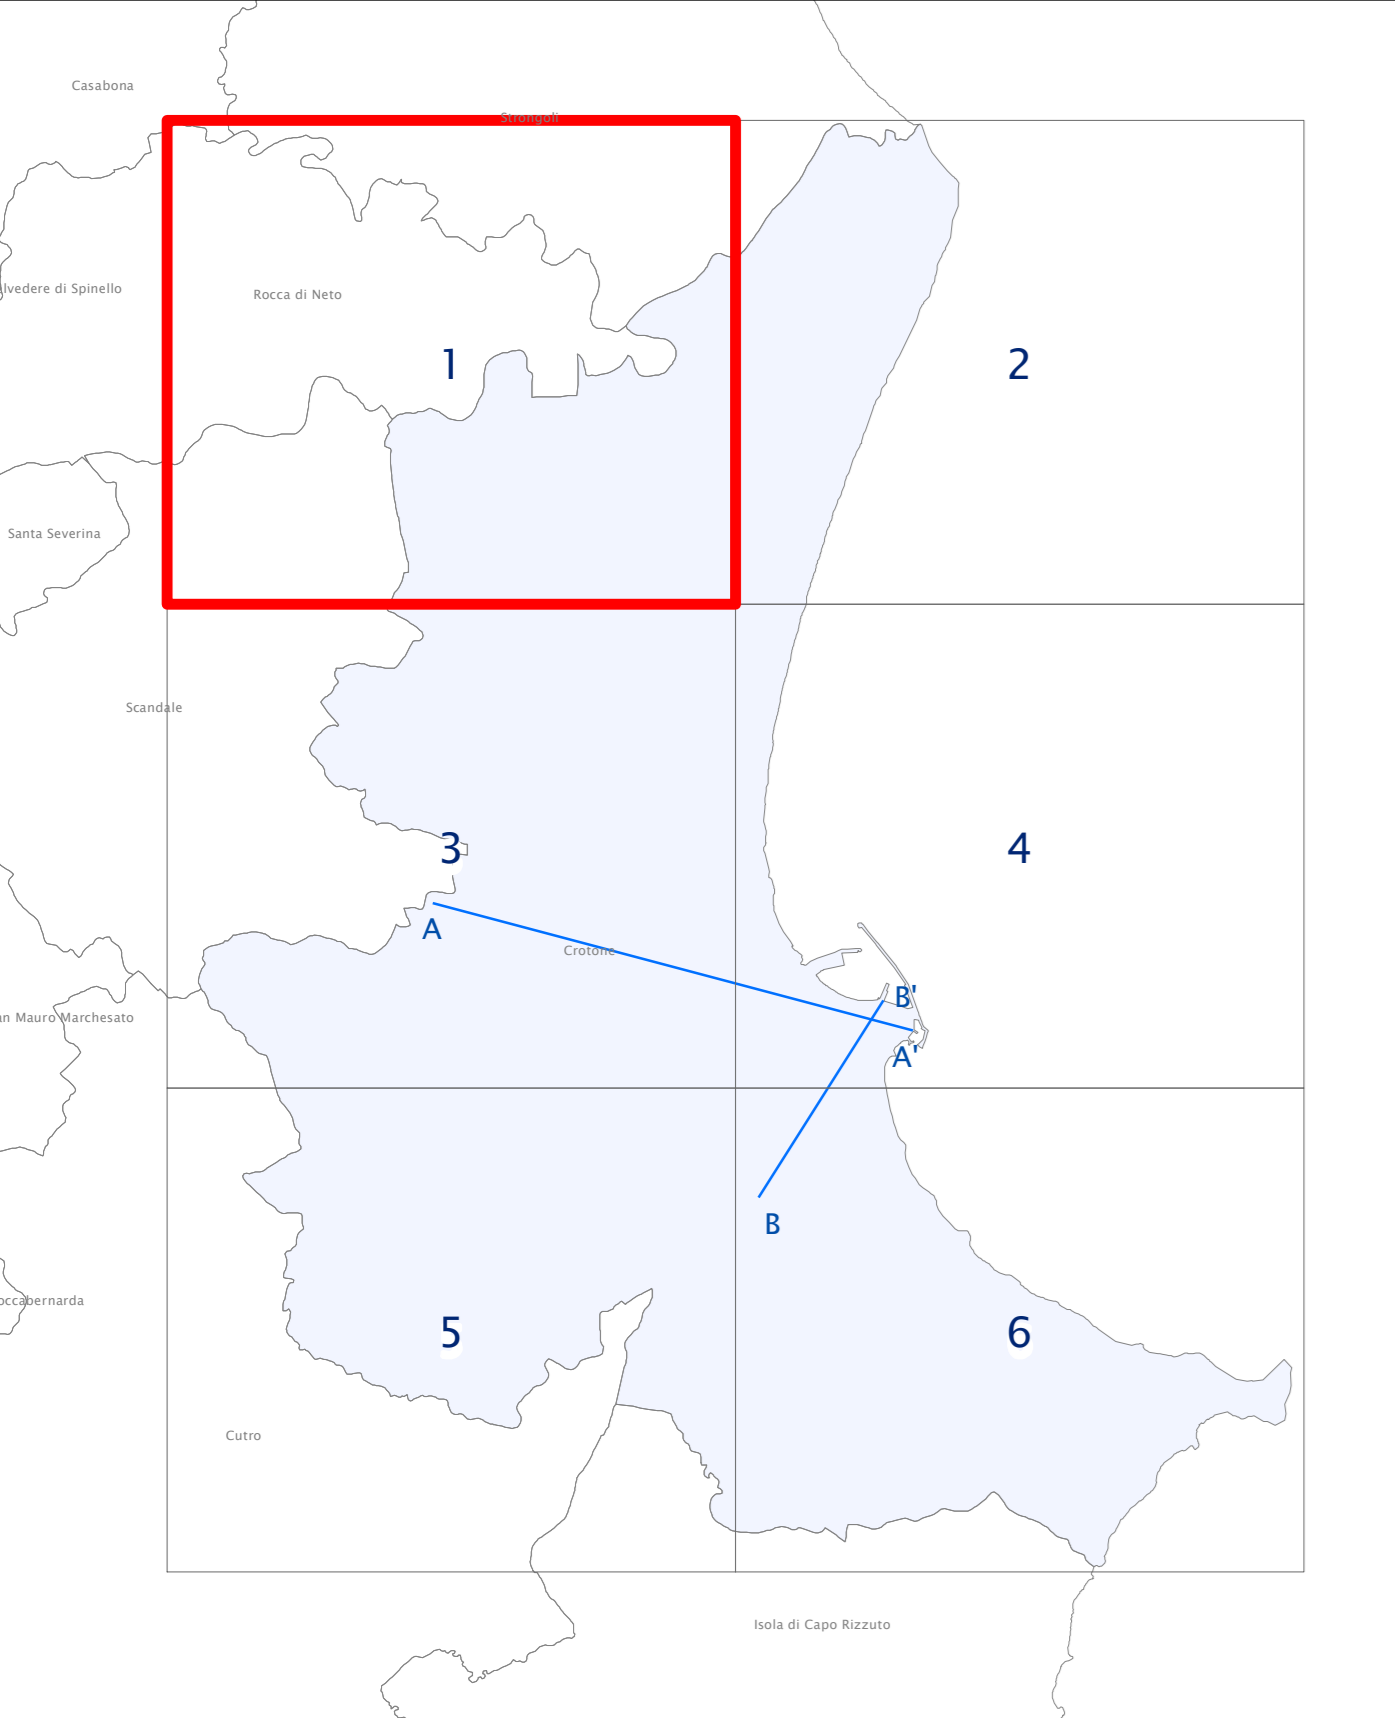 Casabona
Strongoli
lvedere di Spinello
Rocca di Neto
1
2
Santa Severina
Scandale
3
4
A
Crotone
B'
an Mauro Marchesato
A'
B
occabernarda
5
6
Cutro
Isola di Capo Rizzuto